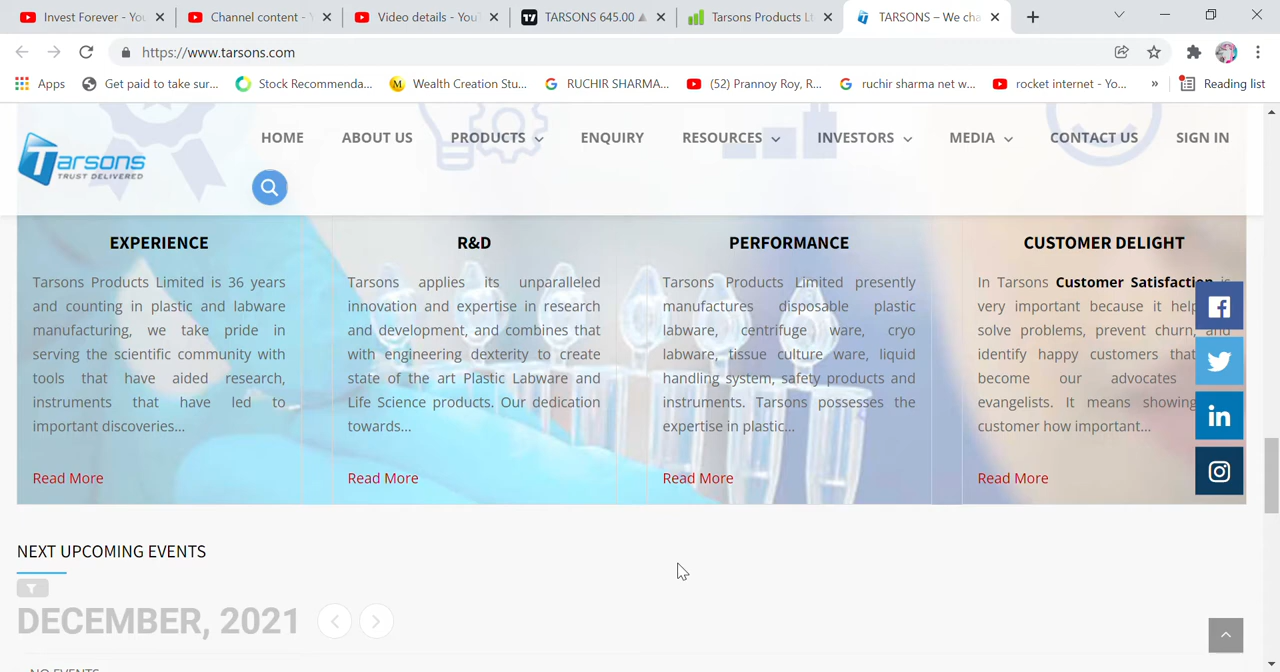 Invest Forever - You
Channel content -
Video details - YouT
TARSONS 645.00
Tarsons Products Lt
TARSONS – We cha
https://www.tarsons.com
Apps
Get paid to take sur...
Stock Recommenda...
Wealth Creation Stu...
RUCHIR SHARMA...
(52) Prannoy Roy, R...
ruchir sharma net w...
rocket internet - Yo...
»
Reading list
Tarsons
TRUST DELIVERED
HOME
ABOUT US
PRODUCTS
ENQUIRY
RESOURCES
INVESTORS
MEDIA
CONTACT US
SIGN IN
EXPERIENCE
Tarsons Products Limited is 36 years
and counting in plastic and labware
manufacturing, we take pride in
serving the scientific community with
tools that have aided research,
instruments that have led to
important discoveries...
Read More
R&D
Tarsons applies its unparalleled
innovation and expertise in research
and development, and combines that
with engineering dexterity to create
state of the art Plastic Labware and
Life Science products. Our dedication
towards...
Read More
PERFORMANCE
Tarsons Products Limited presently
manufactures disposable plastic
labware, centrifuge ware, cryo
labware, tissue culture ware, liquid
handling system, safety products and
instruments. Tarsons possesses the
expertise in plastic...
Read More
CUSTOMER DELIGHT
In Tarsons Customer Satisfaction is
very important because it help
solve problems, prevent churn, and
identify happy customers that
become our advocates
evangelists. It means showing
customer how important...
Read More
NEXT UPCOMING EVENTS
DECEMBER, 2021
NO EVENTS